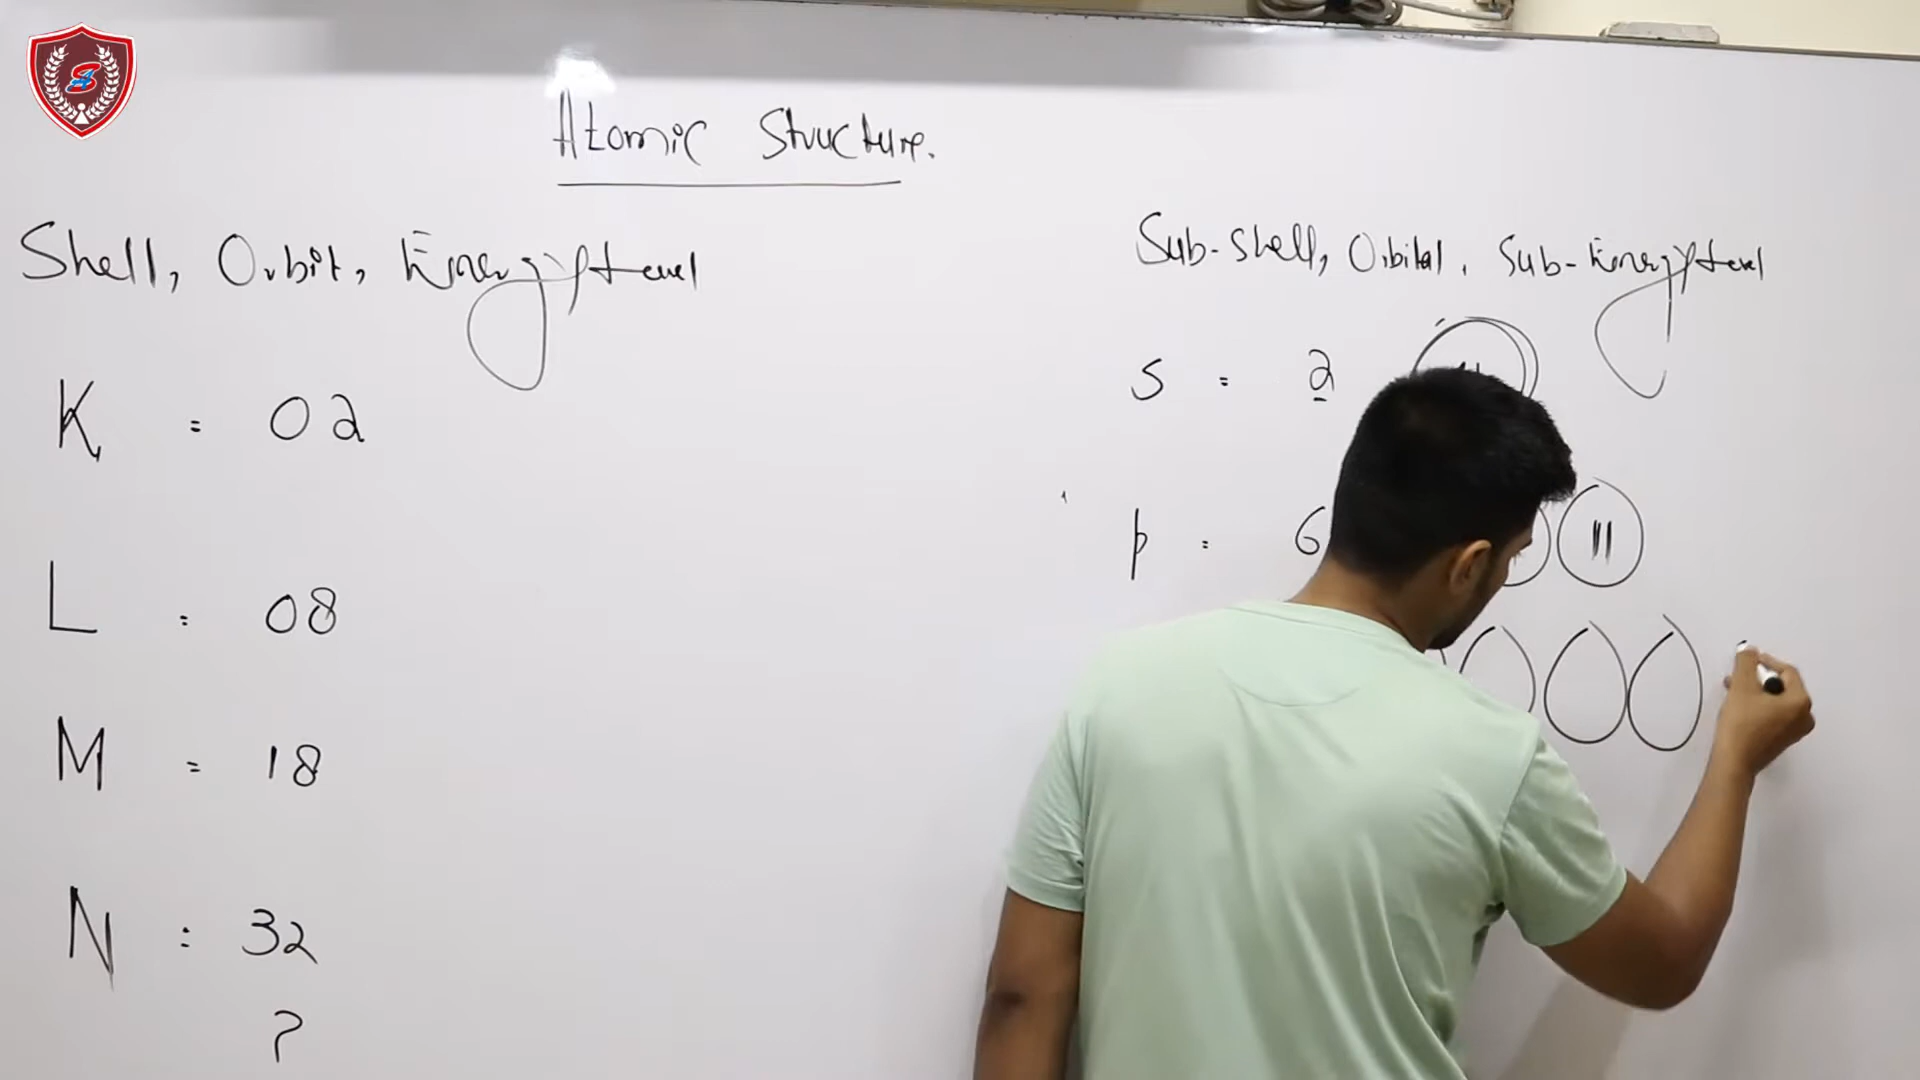 Atomic Structure.
Shell, Orbit, Energy Level
K = 02
L = 08
M = 18
N = 32
?
Sub-shell, Orbital, Sub-Energy Level
s = 2
p = 6